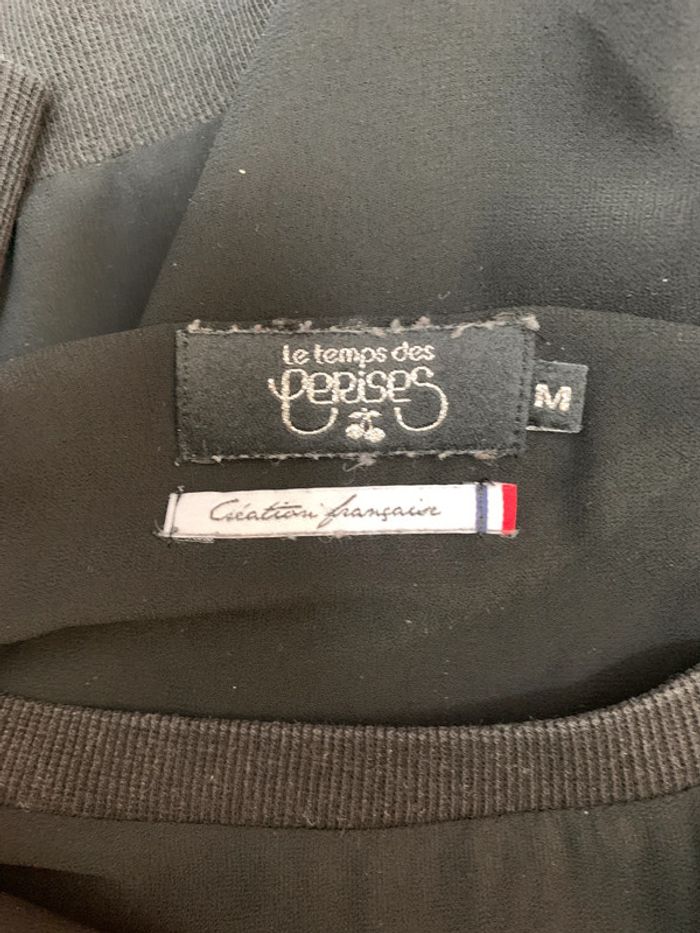 Le temps des
Cerises
M
Création française